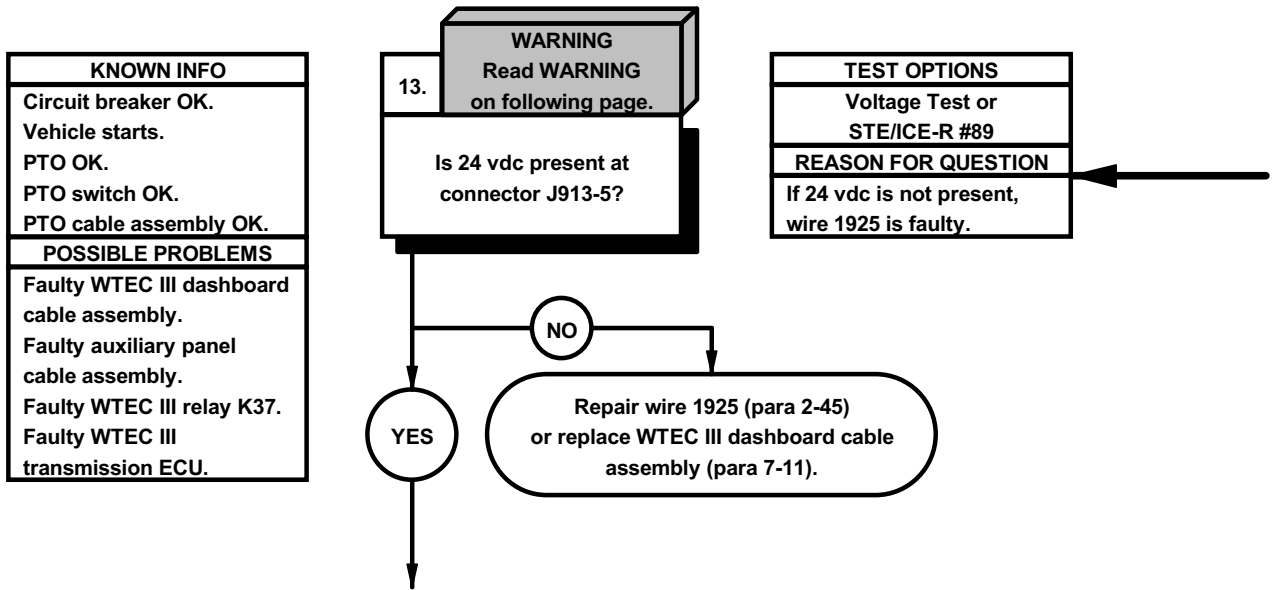 KNOWN INFO
Circuit breaker OK.
Vehicle starts.
PTO OK.
PTO switch OK.
PTO cable assembly OK.
POSSIBLE PROBLEMS
Faulty WTEC III dashboard
cable assembly.
Faulty auxiliary panel
cable assembly.
Faulty WTEC III relay K37.
Faulty WTEC III
transmission ECU.
13.
WARNING
Read WARNING
on following page.
Is 24 vdc present at
connector J913-5?
TEST OPTIONS
Voltage Test or
STE/ICE-R #89
REASON FOR QUESTION
If 24 vdc is not present,
wire 1925 is faulty.
NO
YES
Repair wire 1925 (para 2-45)
or replace WTEC III dashboard cable
assembly (para 7-11).